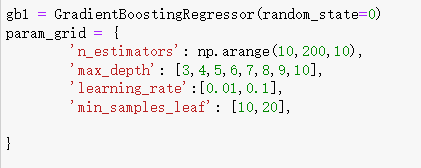 gb1 = GradientBoostingRegressor(random_state=0)
param_grid = {
'n_estimators': np.arange(10,200,10),
'max_depth': [3,4,5,6,7,8,9,10],
'learning_rate':[0.01,0.1],
'min_samples_leaf': [10,20],
}